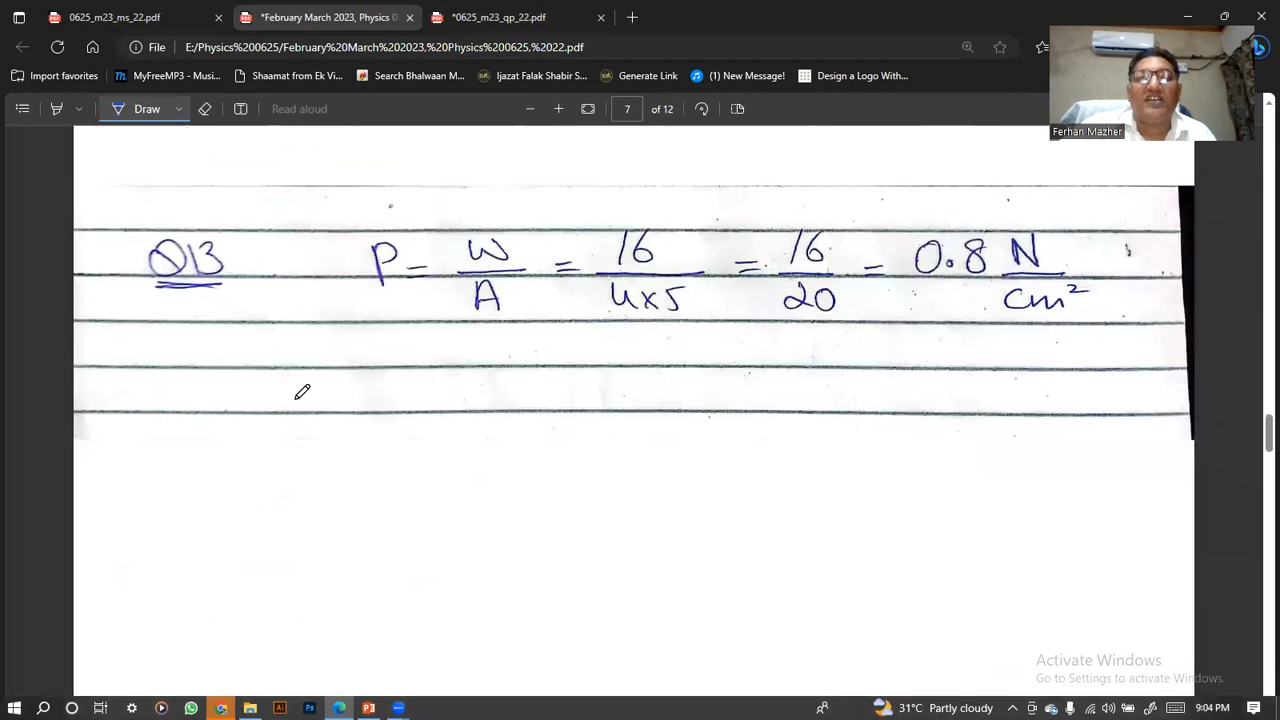 0625_m23_ms_22.pdf
*February March 2023, Physics 0
*0625_m23_qp_22.pdf
File
E:/Physics%200625/February%20March%202023,%20Physics%200625,%2022.pdf
Import favorites
MyFreeMP3 - Musi...
Shaamat from Ek Vi...
Search Bhalwaan M...
Ijazat Falak Shabir S...
Generate Link
(1) New Message!
Design a Logo With...
Draw
Read aloud
7 of 12
Ferhan Mazher
Q13 P = W/A = 16/4x5 = 16/20 = 0.8 N/cm²
Activate Windows
Go to Settings to activate Windows.
31°C Partly cloudy
9:04 PM